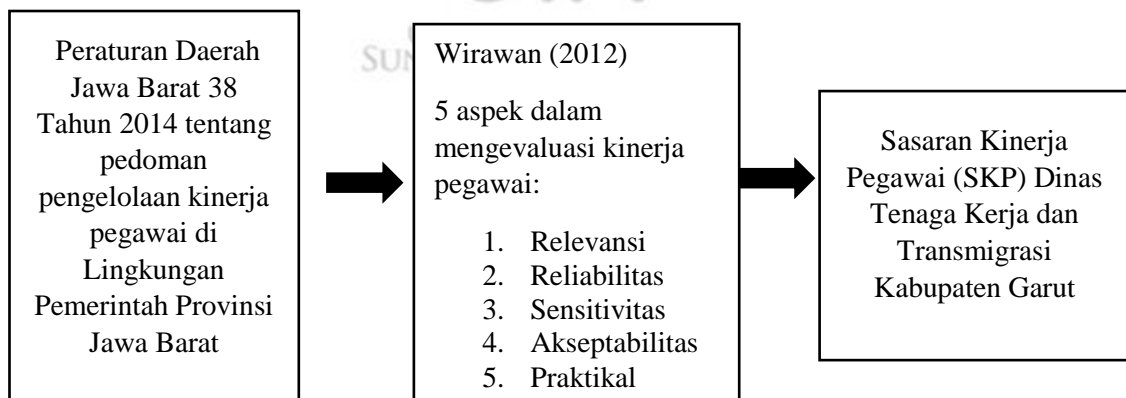 SUN
Peraturan Daerah
Jawa Barat 38
Tahun 2014 tentang
pedoman
pengelolaan kinerja
pegawai di
Lingkungan
Pemerintah Provinsi
Jawa Barat
Wirawan (2012)
5 aspek dalam
mengevaluasi kinerja
pegawai:
1. Relevansi
2. Reliabilitas
3. Sensitivitas
4. Akseptabilitas
5. Praktikal
Sasaran Kinerja
Pegawai (SKP) Dinas
Tenaga Kerja dan
Transmigrasi
Kabupaten Garut